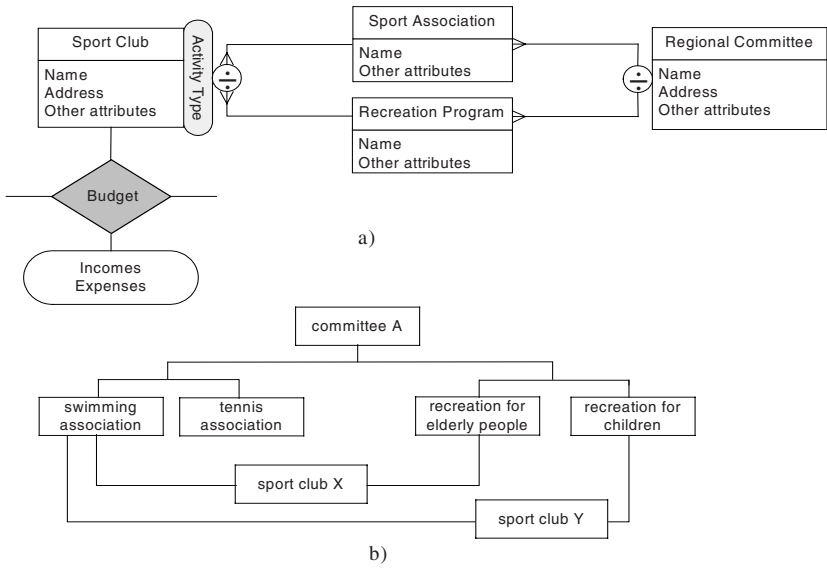 Sport Club
Name
Address
Other attributes
Activity Type
÷
Sport Association
Name
Other attributes
Recreation Program
Name
Other attributes
÷
Regional Committee
Name
Address
Other attributes
Budget
Incomes
Expenses
a)
committee A
swimming
association
tennis
association
recreation for
elderly people
recreation for
children
sport club X
sport club Y
b)